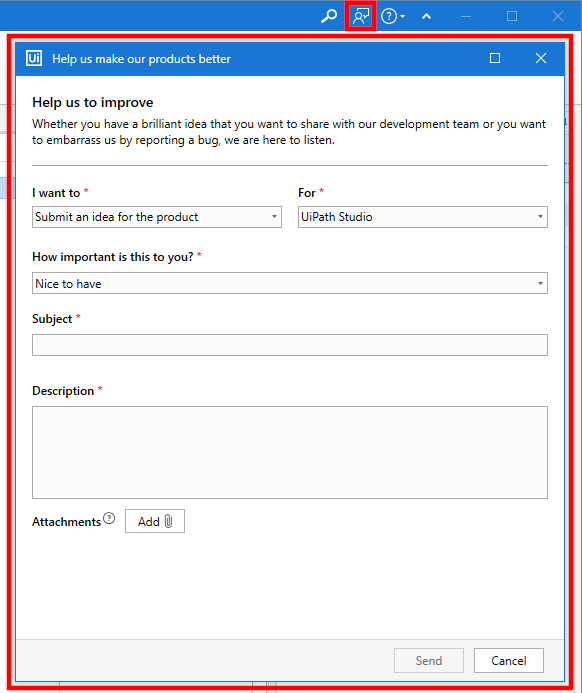 Ui Help us make our products better
Help us to improve
Whether you have a brilliant idea that you want to share with our development team or you want
to embarrass us by reporting a bug, we are here to listen.
I want to * For *
Submit an idea for the product UiPath Studio
How important is this to you? *
Nice to have
Subject *
Description *
Attachments ? Add
Send Cancel